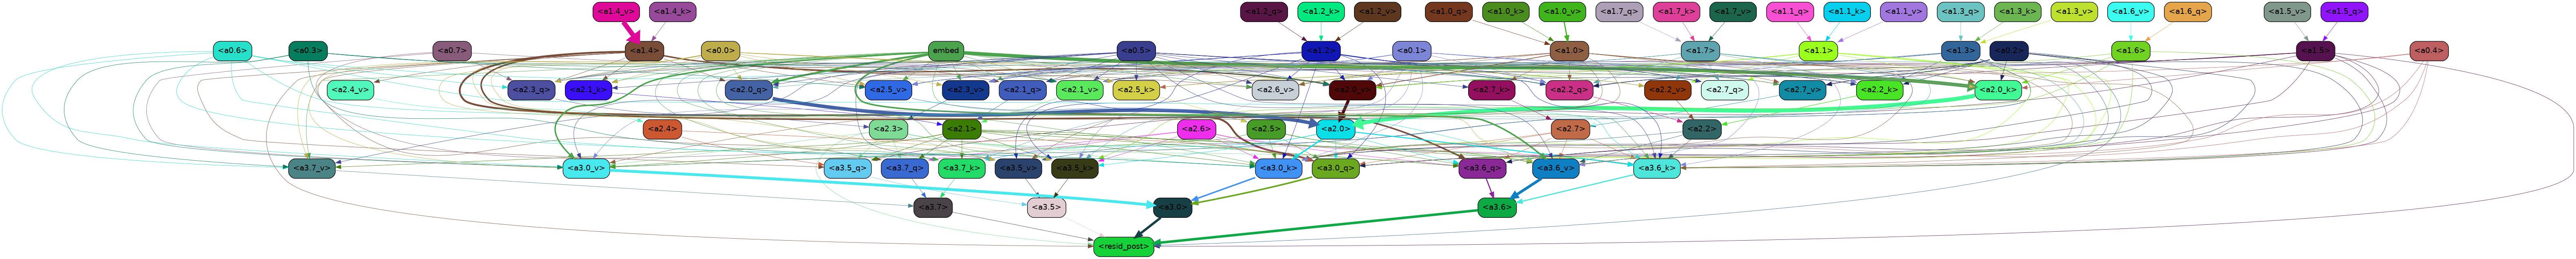 <a1.4_v> <a1.4_k> <a1.2_q> <a1.2_k> <a1.2_v> <a1.0_q> <a1.0_k> <a1.0_v> <a1.7_q> <a1.7_k> <a1.7_v> <a1.1_q> <a1.1_k> <a1.1_v> <a1.3_q> <a1.3_k> <a1.3_v> <a1.6_v> <a1.6_q> <a1.5_v> <a1.5_q>
<a0.6> <a0.3> <a0.7> <a1.4> <a0.0> embed <a0.5> <a1.2> <a0.1> <a1.0> <a1.7> <a1.1> <a1.3> <a0.2> <a1.6> <a1.5> <a0.4>
<a2.4_v> <a2.3_q> <a2.1_k> <a2.0_q> <a2.5_v> <a2.3_v> <a2.1_q> <a2.1_v> <a2.5_k> <a2.6_v> <a2.0_v> <a2.7_k> <a2.2_q> <a2.2_v> <a2.7_q> <a2.7_v> <a2.2_k> <a2.0_k>
<a2.4> <a2.3> <a2.1> <a2.6> <a2.5> <a2.0> <a2.7> <a2.2>
<a3.7_v> <a3.0_v> <a3.5_q> <a3.7_q> <a3.7_k> <a3.5_v> <a3.5_k> <a3.0_k> <a3.0_q> <a3.6_q> <a3.6_v> <a3.6_k>
<a3.7> <a3.5> <a3.0> <a3.6>
<resid_post>